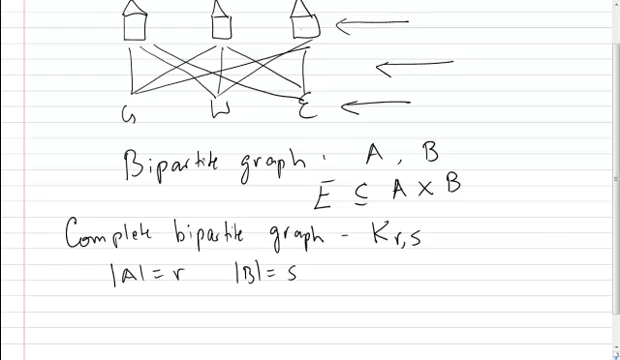 G W E
Bipartite graph . A , B
E ⊆ A × B
Complete bipartite graph - Kr,s
|A| = r |B| = s